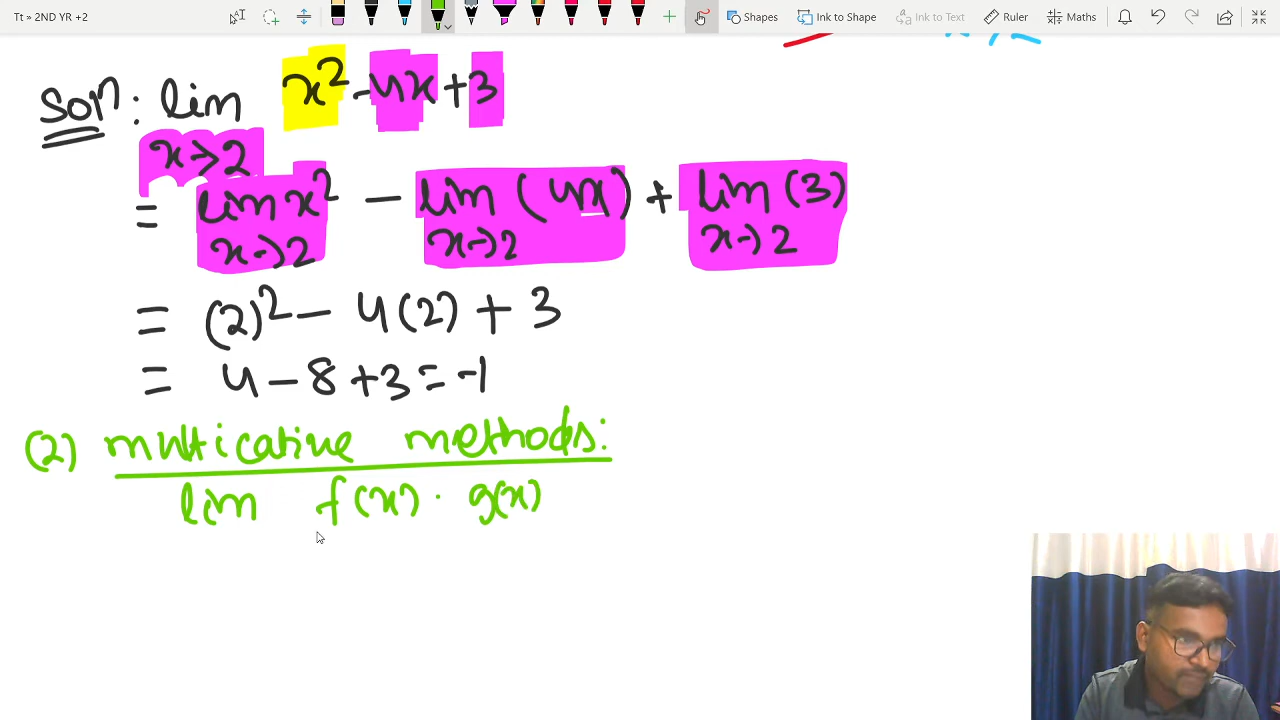 Tt » 2ND YR +2
Shapes Ink to Shape Ink to Text Ruler Maths
Solⁿ: lim x² - 4x + 3
x→2
= lim x² - lim (4x) + lim (3)
x→2 x→2 x→2
= (2)² - 4(2) + 3
= 4 - 8 + 3 = -1
(2) multicative methods:
lim f(x) · g(x)